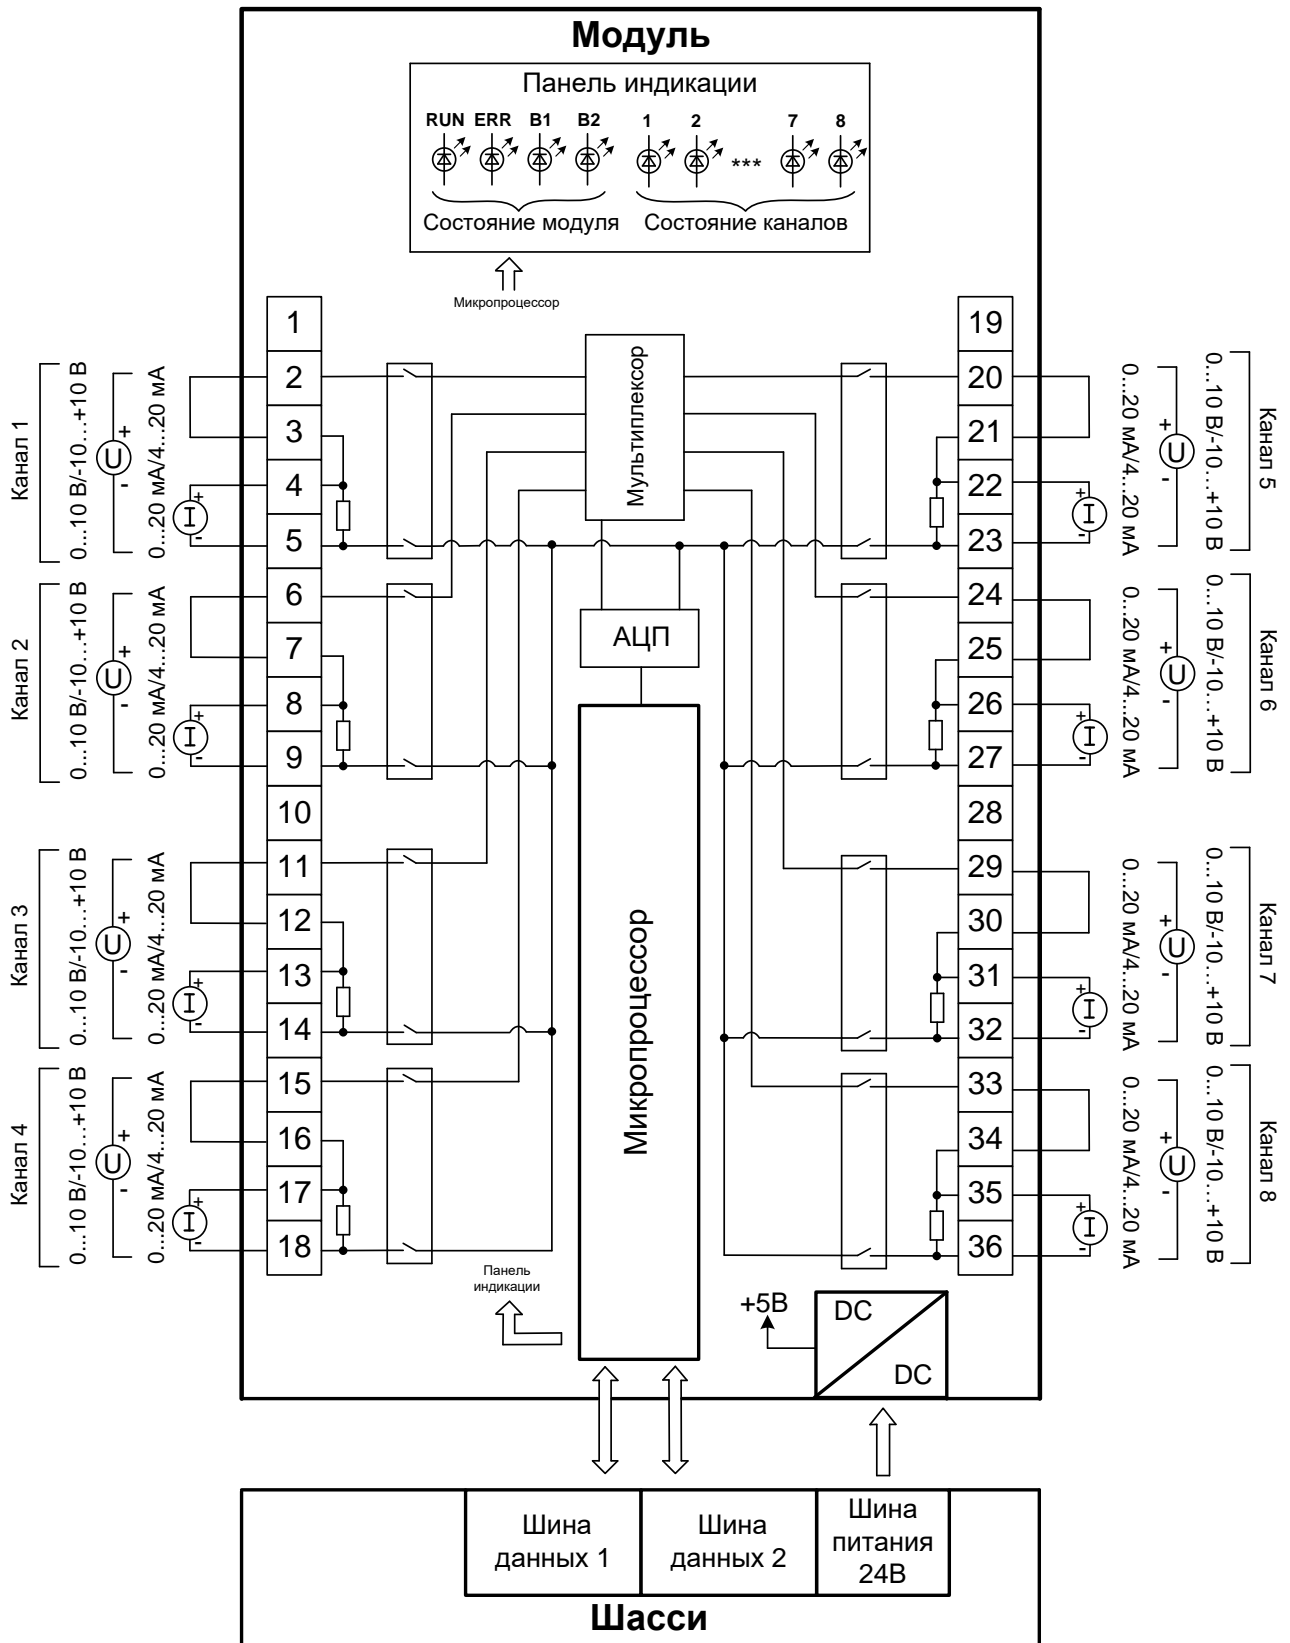 Модуль
Панель индикации
RUN ERR B1 B2 1 2 *** 7 8
Состояние модуля Состояние каналов
Микропроцессор
Канал 1
0...10 В/-10...+10 В
+ U -
0...20 мА/4...20 мА
+ I -
Канал 2
0...10 В/-10...+10 В
+ U -
0...20 мА/4...20 мА
+ I -
Канал 3
0...10 В/-10...+10 В
+ U -
0...20 мА/4...20 мА
+ I -
Канал 4
0...10 В/-10...+10 В
+ U -
0...20 мА/4...20 мА
+ I -
1
2
3
4
5
6
7
8
9
10
11
12
13
14
15
16
17
18
Мультиплексор
АЦП
Микропроцессор
Панель
индикации
+5В
DC
DC
19
20
21
22
23
24
25
26
27
28
29
30
31
32
33
34
35
36
+ I -
0...20 мА/4...20 мА
+ U -
0...10 В/-10...+10 В
Канал 5
+ I -
0...20 мА/4...20 мА
+ U -
0...10 В/-10...+10 В
Канал 6
+ I -
0...20 мА/4...20 мА
+ U -
0...10 В/-10...+10 В
Канал 7
+ I -
0...20 мА/4...20 мА
+ U -
0...10 В/-10...+10 В
Канал 8
Шина
данных 1
Шина
данных 2
Шина
питания
24В
Шасси